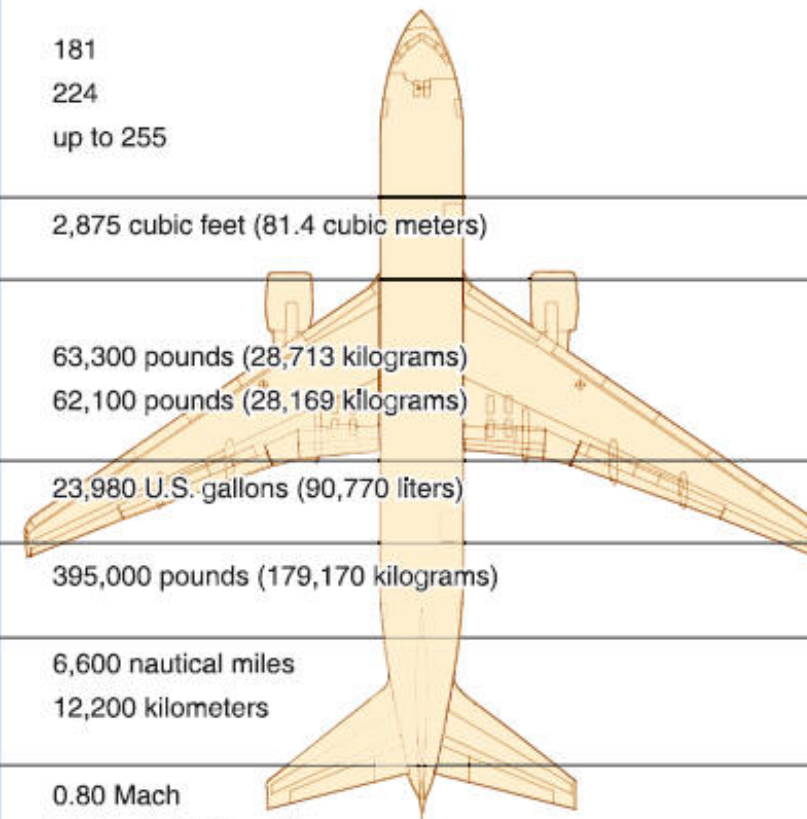 181
224
up to 255
2,875 cubic feet (81.4 cubic meters)
63,300 pounds (28,713 kilograms)
62,100 pounds (28,169 kilograms)
23,980 U.S. gallons (90,770 liters)
395,000 pounds (179,170 kilograms)
6,600 nautical miles
12,200 kilometers
0.80 Mach